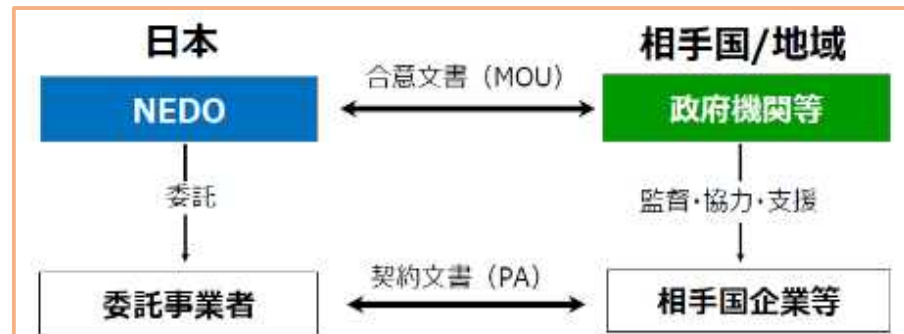 日本
相手国/地域
合意文書（MOU）
NEDO
政府機関等
委託
監督・協力・支援
契約文書（PA）
委託事業者
相手国企業等